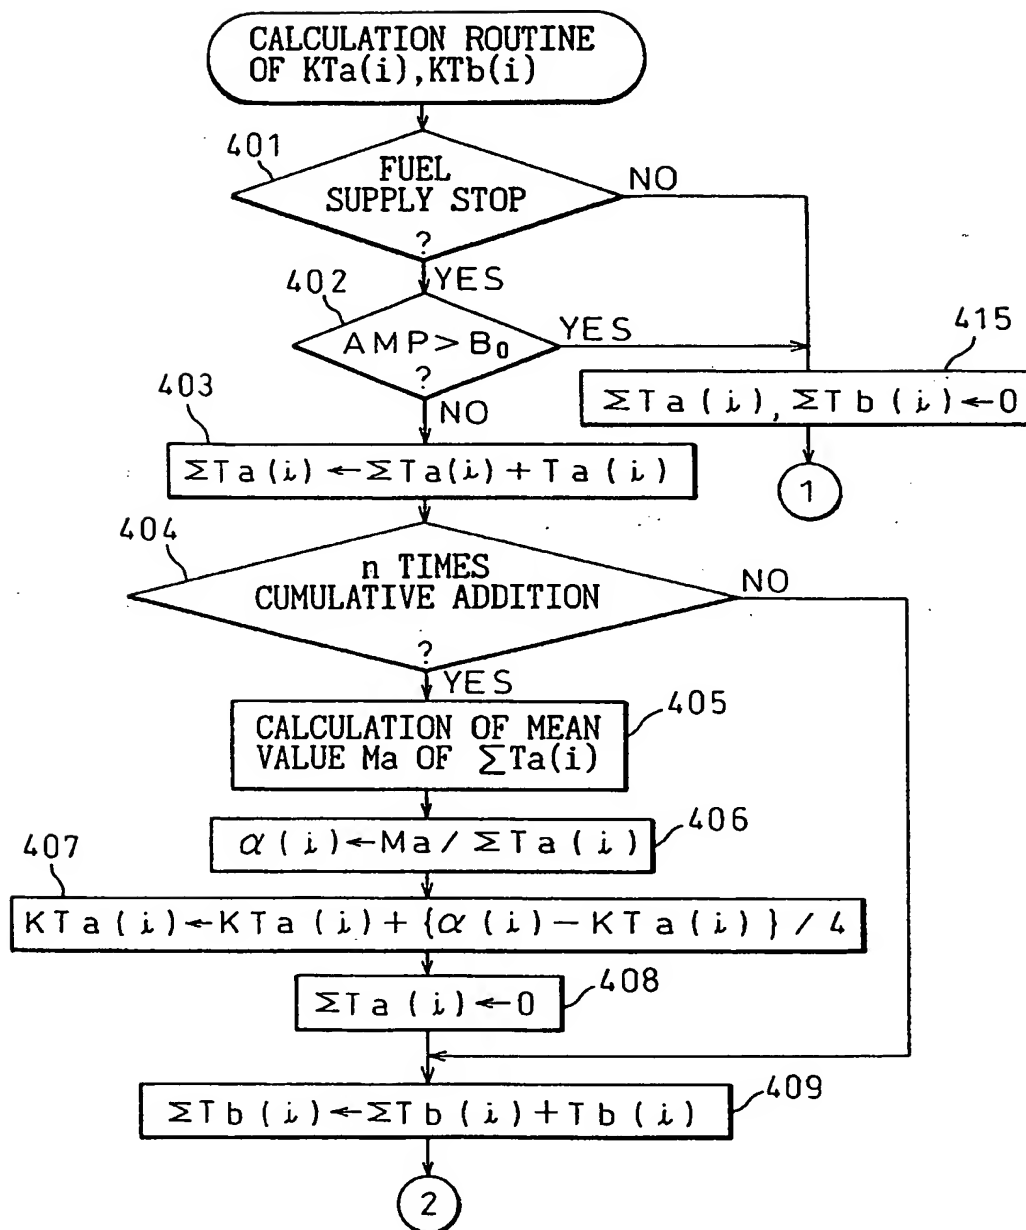 CALCULATION ROUTINE
OF KTa(i),KTb(i)
401
FUEL
SUPPLY STOP
?
NO
YES
402
AMP>B₀
?
YES
NO
415
ΣTa(i),ΣTb(i)←0
1
403
ΣTa(i)←ΣTa(i)+Ta(i)
404
n TIMES
CUMULATIVE ADDITION
?
NO
YES
405
CALCULATION OF MEAN
VALUE Ma OF ΣTa(i)
406
α(i)←Ma/ΣTa(i)
407
KTa(i)←KTa(i)+{α(i)-KTa(i)}/4
408
ΣTa(i)←0
409
ΣTb(i)←ΣTb(i)+Tb(i)
2